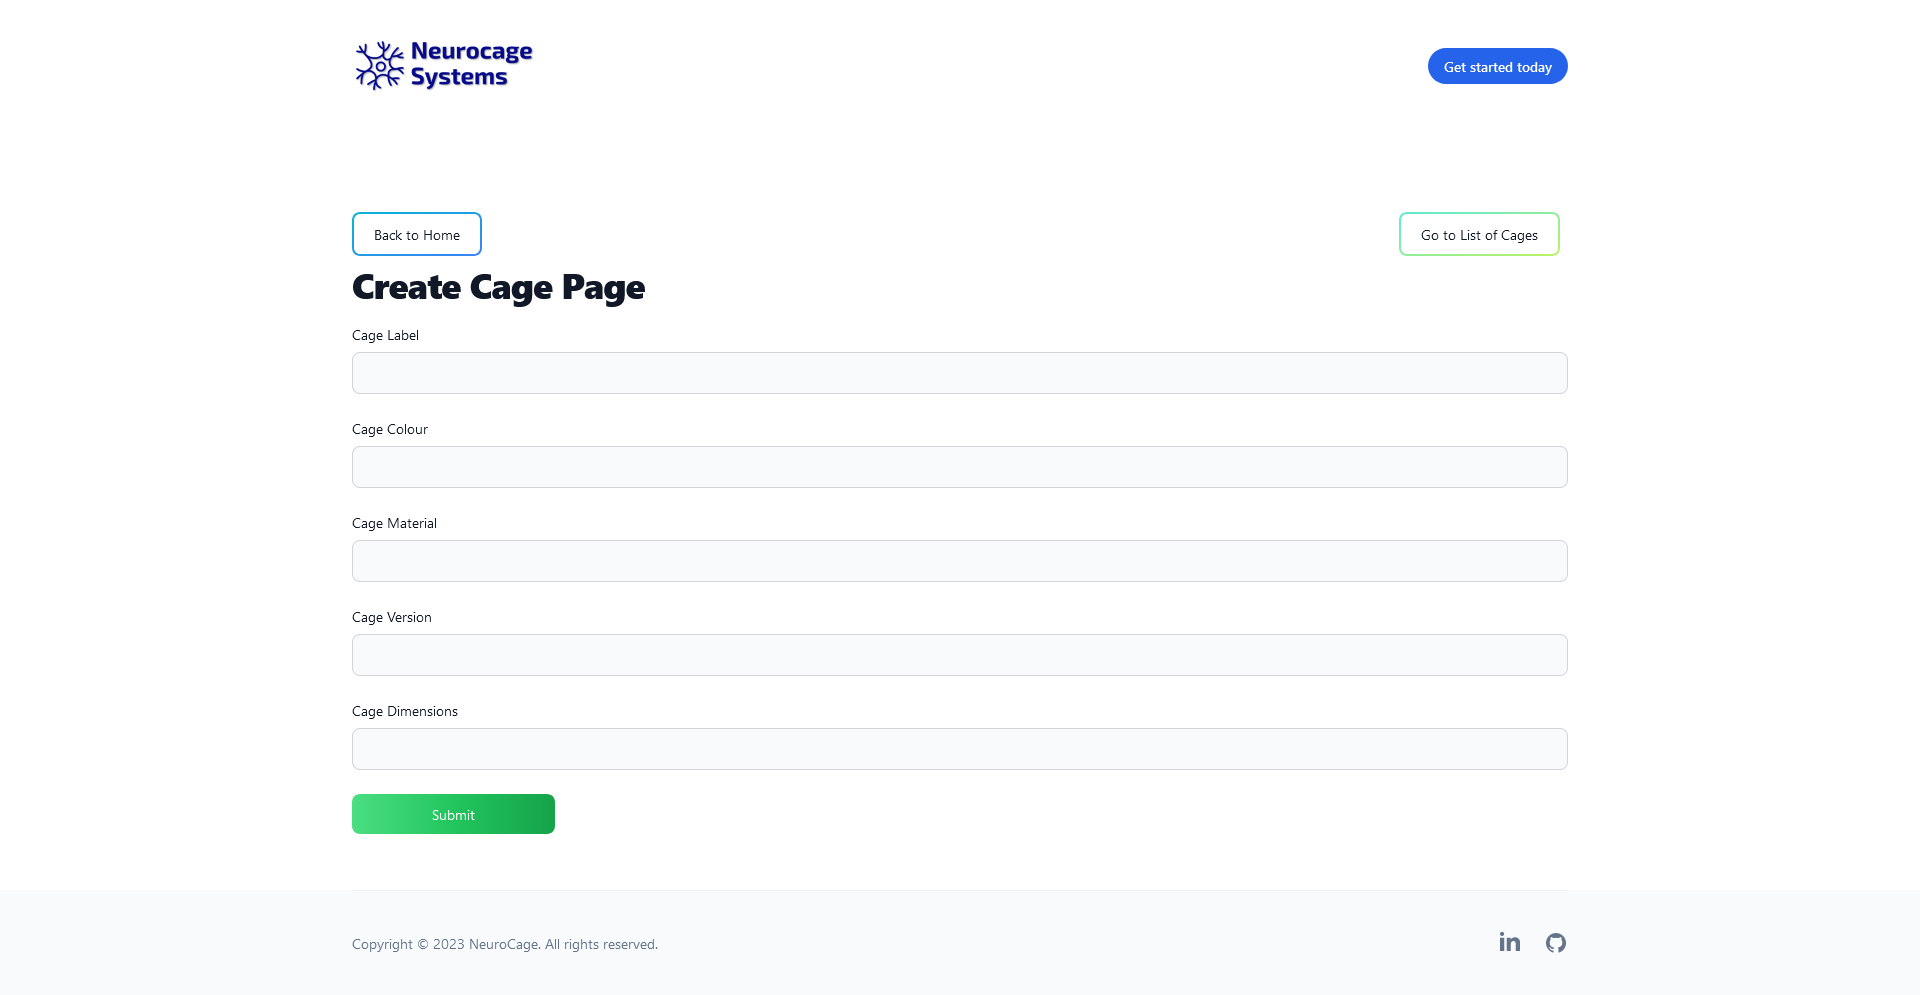 Neurocage
Systems
Get started today
Back to Home
Go to List of Cages
Create Cage Page
Cage Label
Cage Colour
Cage Material
Cage Version
Cage Dimensions
Submit
Copyright © 2023 NeuroCage. All rights reserved.
in